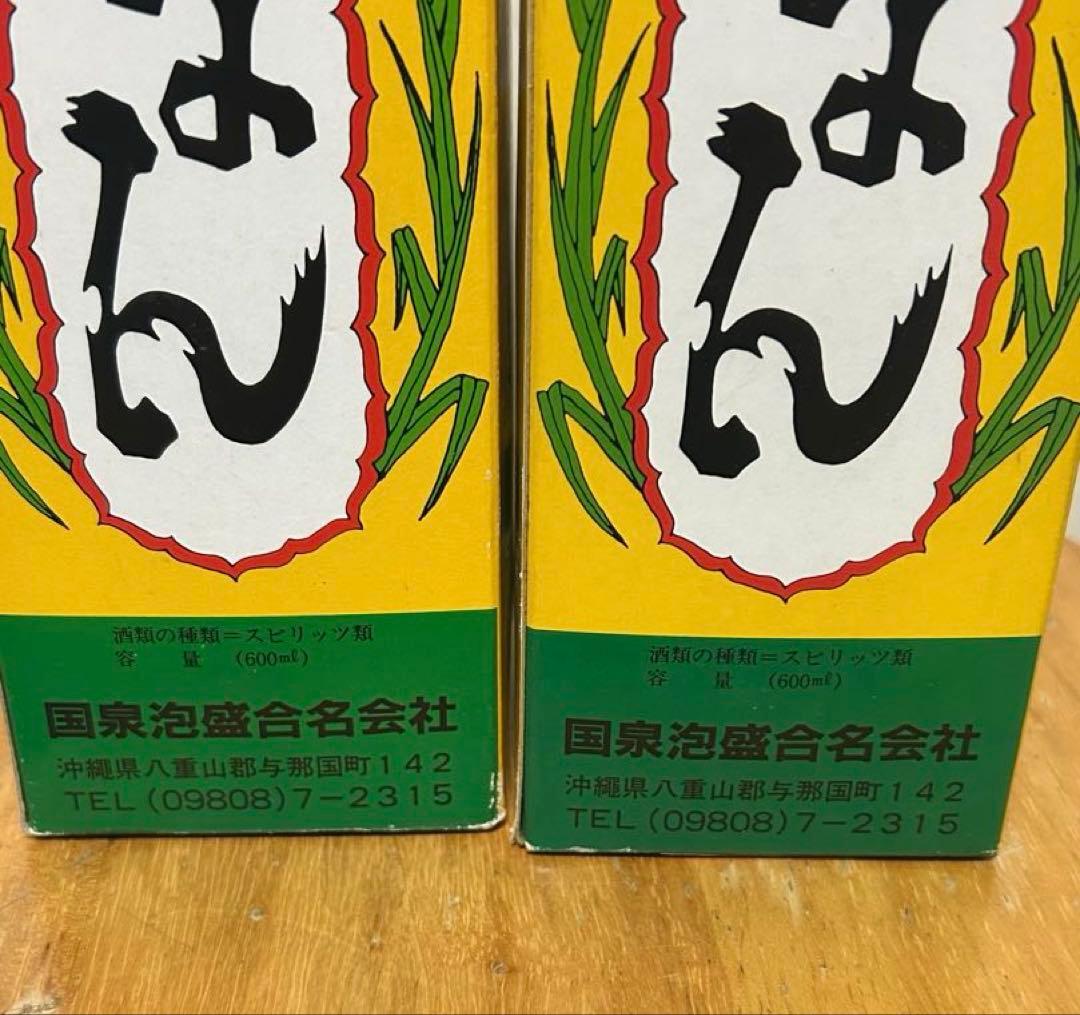 なん
酒類の種類=スピリッツ類
容　量　(600㎖)
国泉泡盛合名会社
沖繩県八重山郡与那国町142
TEL(09808)7-2315
なん
酒類の種類=スピリッツ類
容　量　(600㎖)
国泉泡盛合名会社
沖繩県八重山郡与那国町142
TEL(09808)7-2315